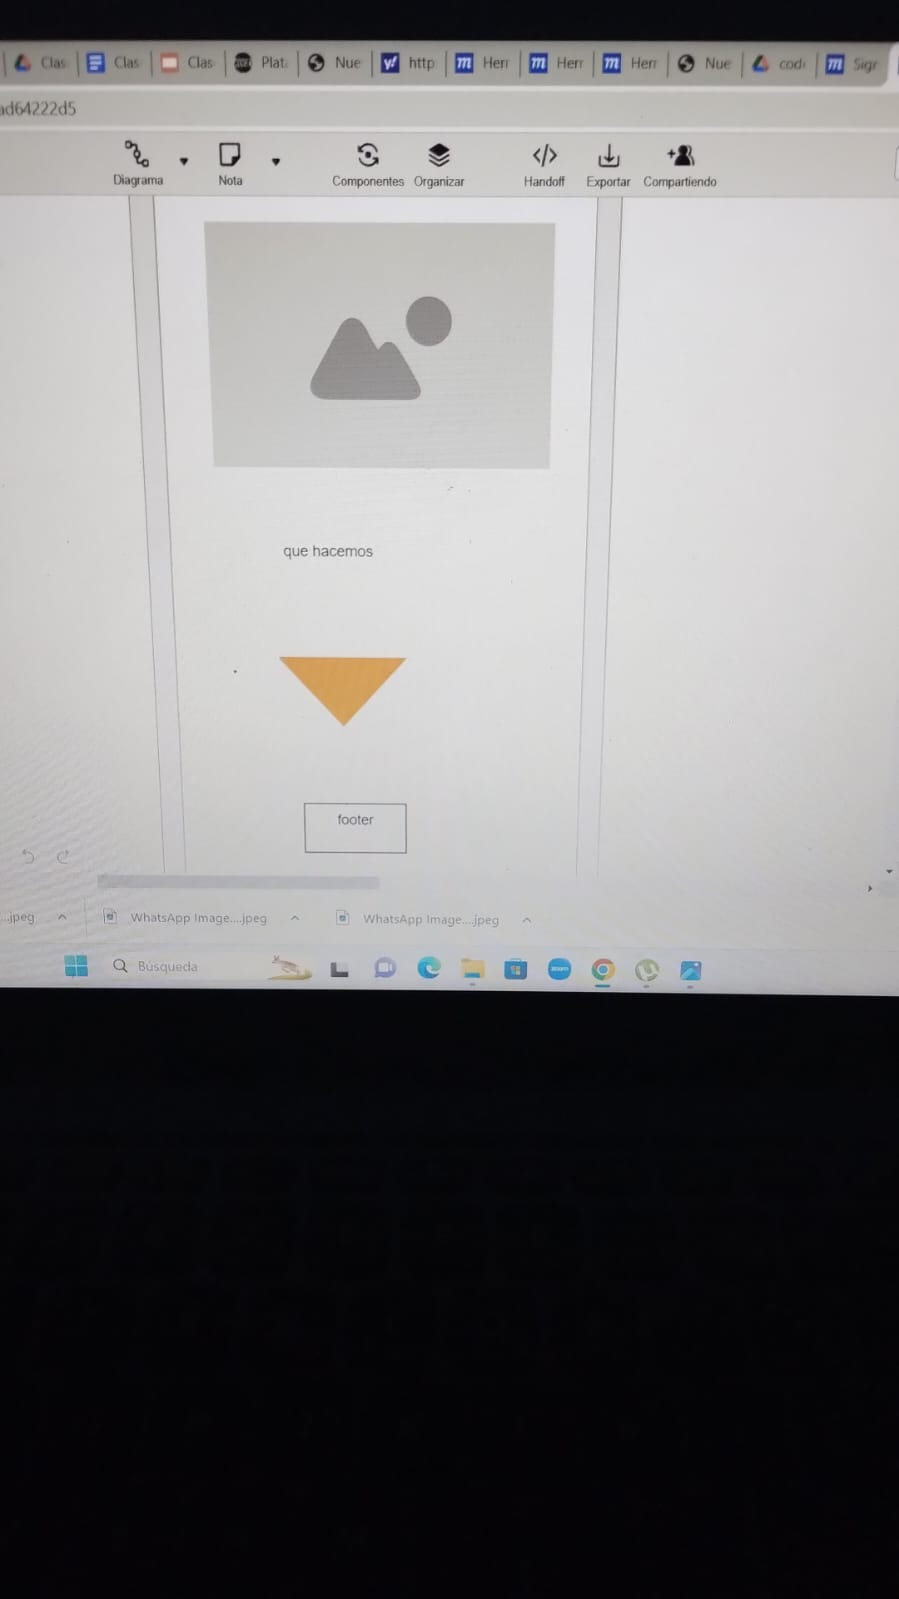 Clas Clas Clas Plat Nue http Herr Herr Herr Nue cod Sigr
ad64222d5
Diagrama Nota Componentes Organizar Handoff Exportar Compartiendo
que hacemos
footer
...jpeg WhatsApp Image....jpeg WhatsApp Image....jpeg
Búsqueda
zoom